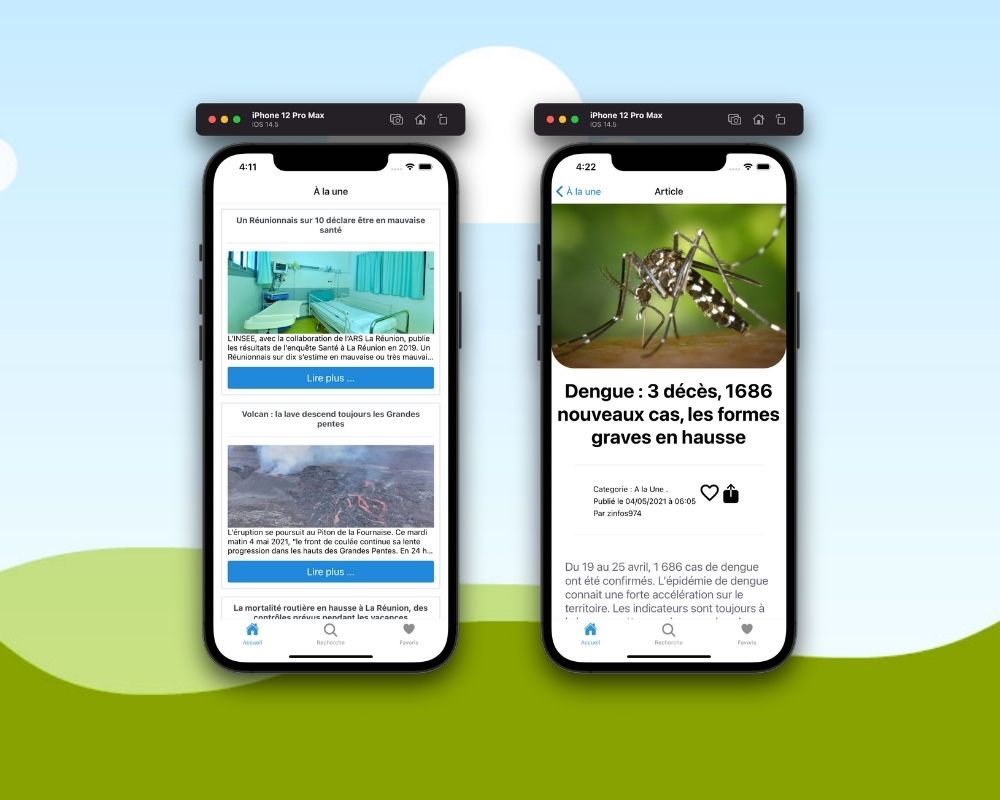 iPhone 12 Pro Max
iOS 14.5
4:11
À la une
Un Réunionnais sur 10 déclare être en mauvaise
santé
L'INSEE, avec la collaboration de l'ARS La Réunion, publie
les résultats de l'enquête Santé à La Réunion en 2019. Un
Réunionnais sur dix s'estime en mauvaise ou très mauvai...
Lire plus ...
Volcan : la lave descend toujours les Grandes
pentes
L'éruption se poursuit au Piton de la Fournaise. Ce mardi
matin 4 mai 2021, "le front de coulée continue sa lente
progression dans les hauts des Grandes Pentes. En 24 h...
Lire plus ...
La mortalité routière en hausse à La Réunion, des
contrôles prévus pendant les vacances
Accueil
Recherche
Favoris
iPhone 12 Pro Max
iOS 14.5
4:22
À la une
Article
Dengue : 3 décès, 1686
nouveaux cas, les formes
graves en hausse
Categorie : A la Une .
Publié le 04/05/2021 à 06:05
Par zinfos974
Du 19 au 25 avril, 1 686 cas de dengue
ont été confirmés. L'épidémie de dengue
connait une forte accélération sur le
territoire. Les indicateurs sont toujours à
Accueil
Recherche
Favoris